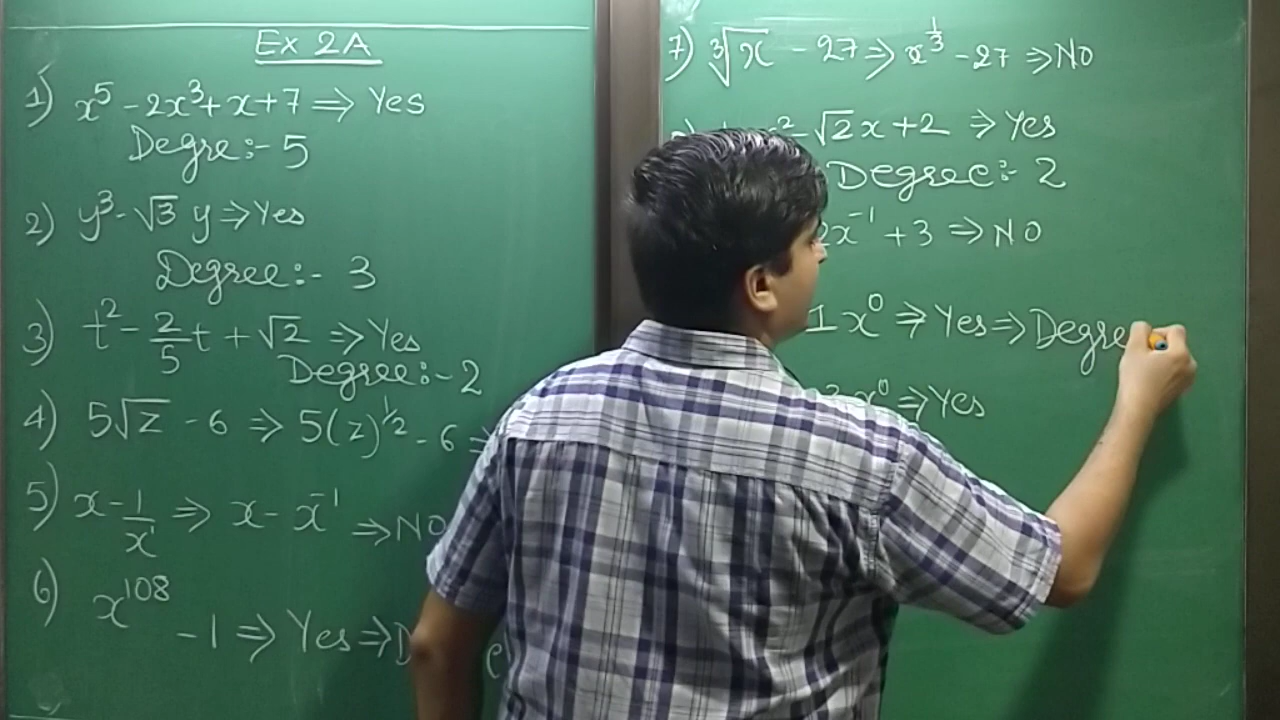 Ex 2A
1) x⁵ - 2x³ + x + 7 ⇒ Yes
Degre :- 5
2) y³ - √3 y ⇒ Yes
Degree :- 3
3) t² - 2/5 t + √2 ⇒ Yes
Degree :- 2
4) 5√z - 6 ⇒ 5(z)^1/2 - 6 ⇒
5) x - 1/x ⇒ x - x⁻¹ ⇒ NO
6) x¹⁰⁸ - 1 ⇒ Yes ⇒ D
7) ³√x - 27 ⇒ x^1/3 - 27 ⇒ No
² - √2 x + 2 ⇒ Yes
Degree :- 2
2x⁻¹ + 3 ⇒ NO
1 x⁰ ⇒ Yes ⇒ Degre
x⁰ ⇒ Yes